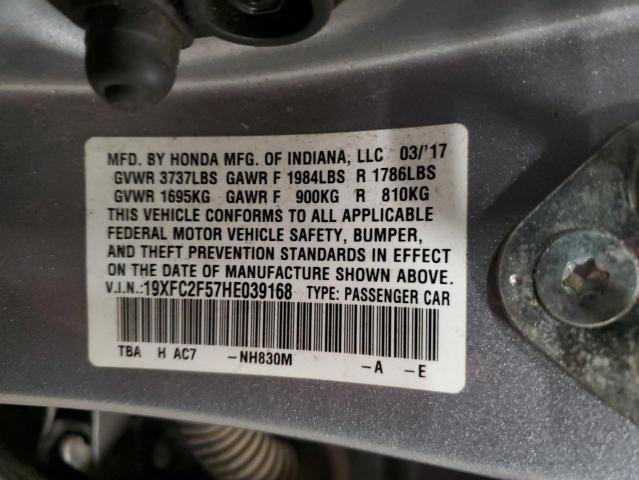 MFD. BY HONDA MFG. OF INDIANA, LLC 03/'17
GVWR 3737LBS GAWR F 1984LBS R 1786LBS
GVWR 1695KG GAWR F 900KG R 810KG
THIS VEHICLE CONFORMS TO ALL APPLICABLE
FEDERAL MOTOR VEHICLE SAFETY, BUMPER,
AND THEFT PREVENTION STANDARDS IN EFFECT
ON THE DATE OF MANUFACTURE SHOWN ABOVE.
V.I.N.:19XFC2F57HE039168 TYPE: PASSENGER CAR
TBA H AC7 -NH830M -A -E